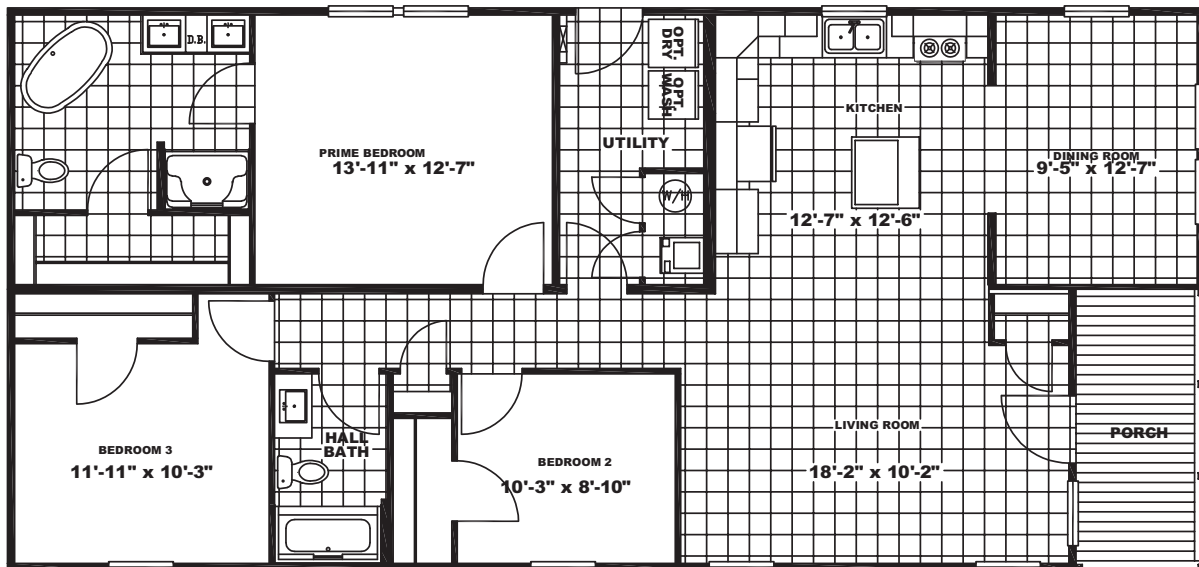 D.B.
OPT.
DRY.
OPT.
WASH
KITCHEN
UTILITY
PRIME BEDROOM
13'-11" x 12'-7"
DINING ROOM
9'-5" x 12'-7"
W/H
12'-7" x 12'-6"
LIVING ROOM
PORCH
HALL
BATH
BEDROOM 3
11'-11" x 10'-3"
BEDROOM 2
10'-3" x 8'-10"
18'-2" x 10'-2"